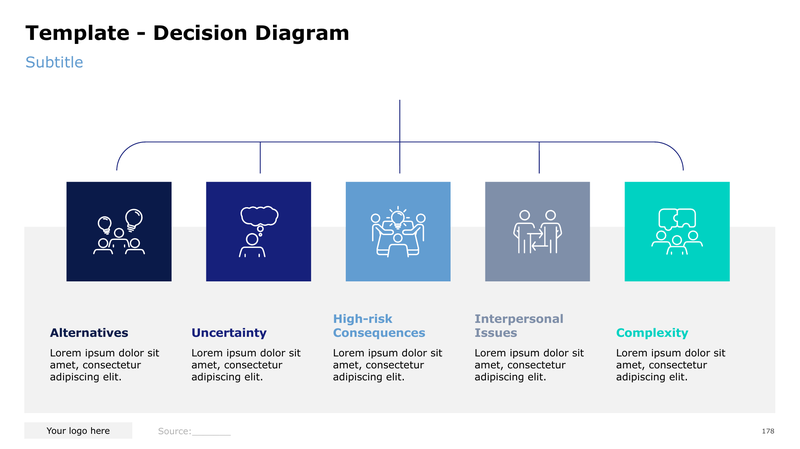 Template - Decision Diagram
Subtitle
Alternatives
Lorem ipsum dolor sit
amet, consectetur
adipiscing elit.
Uncertainty
Lorem ipsum dolor sit
amet, consectetur
adipiscing elit.
High-risk
Consequences
Lorem ipsum dolor sit
amet, consectetur
adipiscing elit.
Interpersonal
Issues
Lorem ipsum dolor sit
amet, consectetur
adipiscing elit.
Complexity
Lorem ipsum dolor sit
amet, consectetur
adipiscing elit.
Your logo here
Source:_______
178